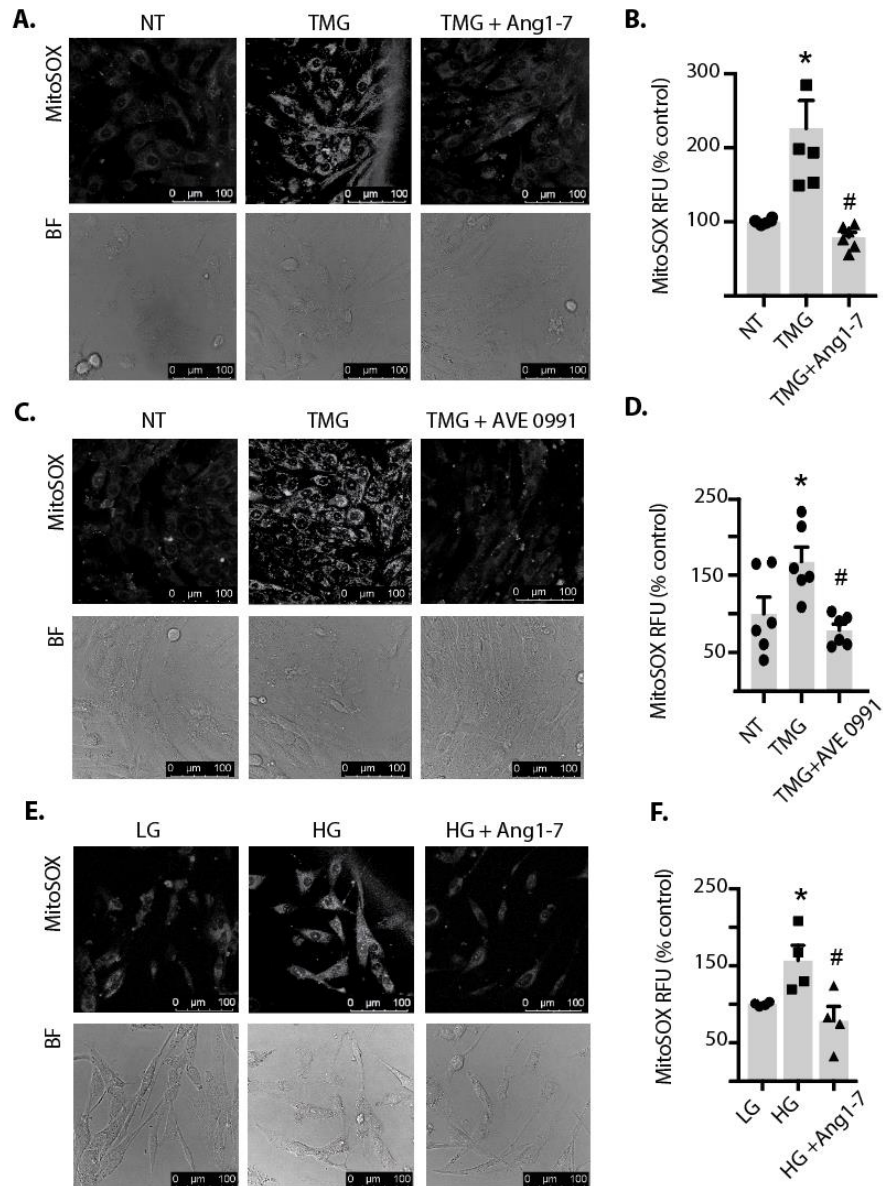 A.
NT TMG TMG + Ang1-7
MitoSOX
0 µm 100
0 µm 100
0 µm 100
BF
0 µm 100
0 µm 100
0 µm 100
B.
MitoSOX RFU (% control)
300
200
100
*
#
NT
TMG
TMG+Ang1-7
C.
NT TMG TMG + AVE 0991
MitoSOX
0 µm 100
0 µm 100
0 µm 100
BF
0 µm 100
0 µm 100
0 µm 100
D.
MitoSOX RFU (% control)
250
150
50
*
#
NT
TMG
TMG+AVE 0991
E.
LG HG HG + Ang1-7
MitoSOX
0 µm 100
0 µm 100
0 µm 100
BF
0 µm 100
0 µm 100
0 µm 100
F.
MitoSOX RFU (% control)
250
150
50
*
#
LG
HG
HG +Ang1-7